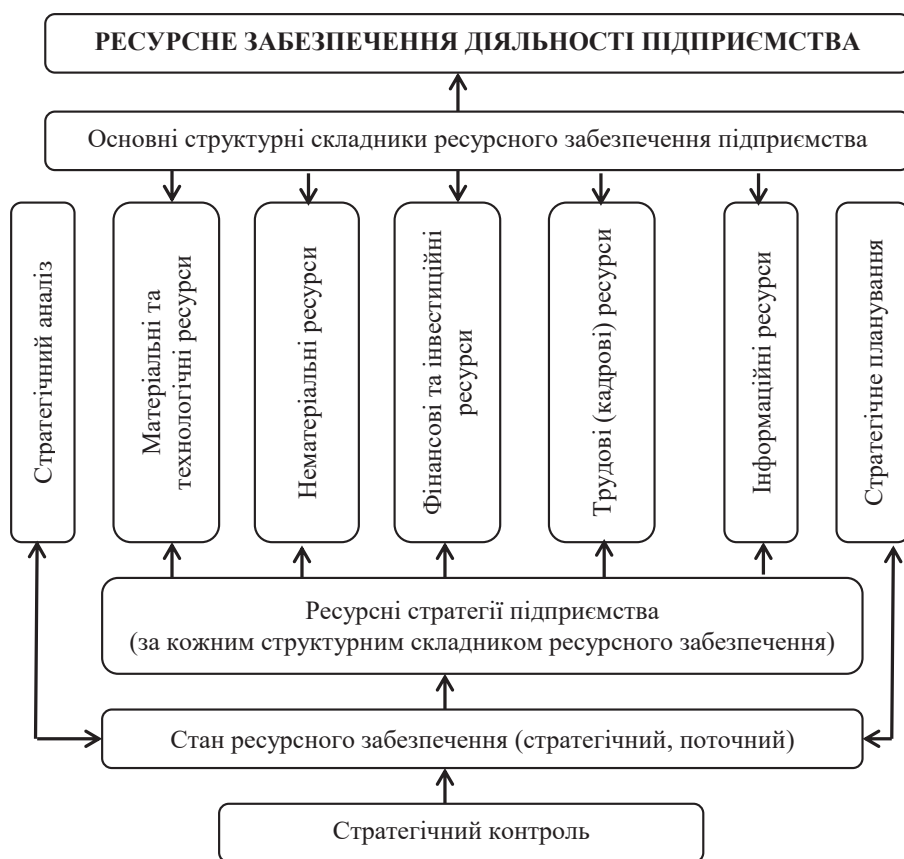 РЕСУРСНЕ ЗАБЕЗПЕЧЕННЯ ДІЯЛЬНОСТІ ПІДПРИЄМСТВА
Основні структурні складники ресурсного забезпечення підприємства
Стратегічний аналіз
Матеріальні та
технологічні ресурси
Нематеріальні ресурси
Фінансові та інвестиційні
ресурси
Трудові (кадрові) ресурси
Інформаційні ресурси
Стратегічне планування
Ресурсні стратегії підприємства
(за кожним структурним складником ресурсного забезпечення)
Стан ресурсного забезпечення (стратегічний, поточний)
Стратегічний контроль